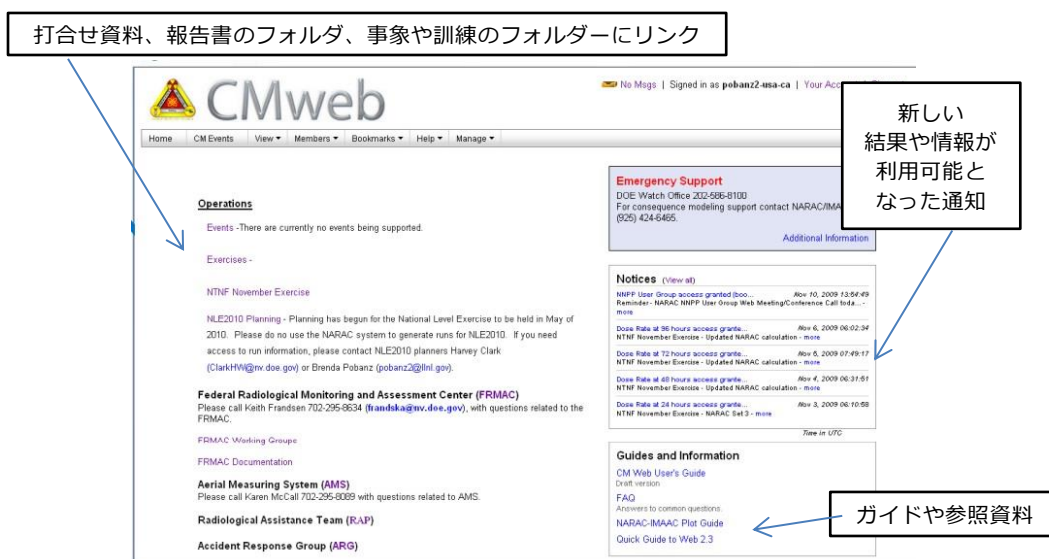 打合せ資料、報告書のフォルダ、事象や訓練のフォルダーにリンク
CMweb
No Msgs | Signed in as pobanz2-usa-ca | Your Acc
Home CM Events View Members Bookmarks Help Manage
新しい
結果や情報が
利用可能と
なった通知
Operations
Events -There are currently no events being supported.
Exercises -
NTNF November Exercise
NLE2010 Planning - Planning has begun for the National Level Exercise to be held in May of
2010. Please do no use the NARAC system to generate runs for NLE2010. If you need
access to run information, please contact NLE2010 planners Harvey Clark
(ClarkHW@nv.doe.gov) or Brenda Pobanz (pobanz2@llnl.gov).
Federal Radiological Monitoring and Assessment Center (FRMAC)
Please call Keith Frandsen 702-295-8634 (frandska@nv.doe.gov), with questions related to the
FRMAC.
FRMAC Working Groups
FRMAC Documentation
Aerial Measuring System (AMS)
Please call Karen McCall 702-295-8089 with questions related to AMS.
Radiological Assistance Team (RAP)
Accident Response Group (ARG)
Emergency Support
DOE Watch Office 202-586-8100
For consequence modeling support contact NARAC/IMA
(925) 424-6465.
Additional Information
Notices (View all)
NNPP User Group access granted (boo... Nov 10, 2009 13:54:49
Reminder- NARAC NNPP User Group Web Meeting/Conference Call toda... -
more
Dose Rate at 96 hours access grante... Nov 6, 2009 06:02:34
NTNF November Exercise - Updated NARAC calculation - more
Dose Rate at 72 hours access grante... Nov 5, 2009 07:49:17
NTNF November Exercise - Updated NARAC calculation - more
Dose Rate at 48 hours access grante... Nov 4, 2009 06:31:51
NTNF November Exercise - Updated NARAC calculation - more
Dose Rate at 24 hours access grante... Nov 3, 2009 06:10:58
NTNF November Exercise - NARAC Set 3 - more
Time in UTC
Guides and Information
CM Web User's Guide
Draft version
FAQ
Answers to common questions.
NARAC-IMAAC Plot Guide
Quick Guide to Web 2.3
ガイドや参照資料